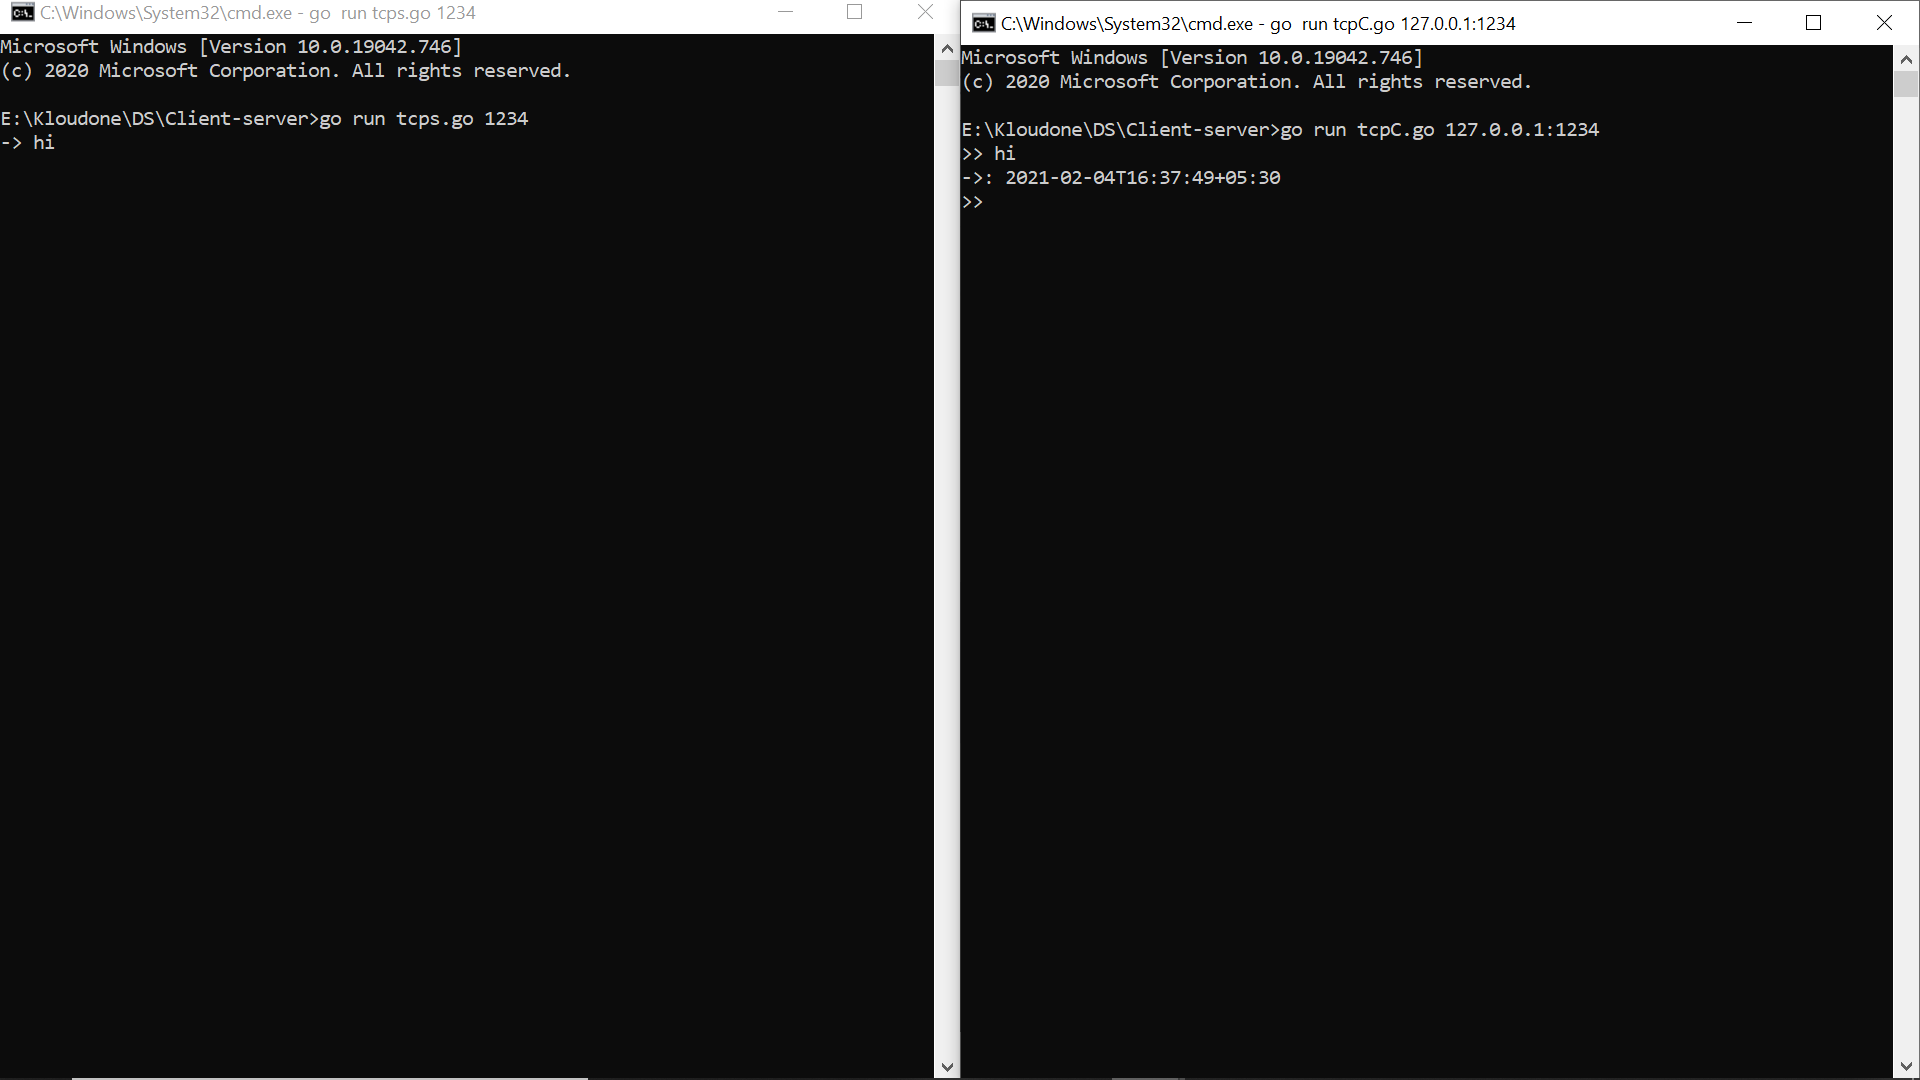 C:\Windows\System32\cmd.exe - go  run tcps.go 1234
Microsoft Windows [Version 10.0.19042.746]
(c) 2020 Microsoft Corporation. All rights reserved.
E:\Kloudone\DS\Client-server>go run tcps.go 1234
-> hi
C:\Windows\System32\cmd.exe - go  run tcpC.go 127.0.0.1:1234
Microsoft Windows [Version 10.0.19042.746]
(c) 2020 Microsoft Corporation. All rights reserved.
E:\Kloudone\DS\Client-server>go run tcpC.go 127.0.0.1:1234
>> hi
->: 2021-02-04T16:37:49+05:30
>>